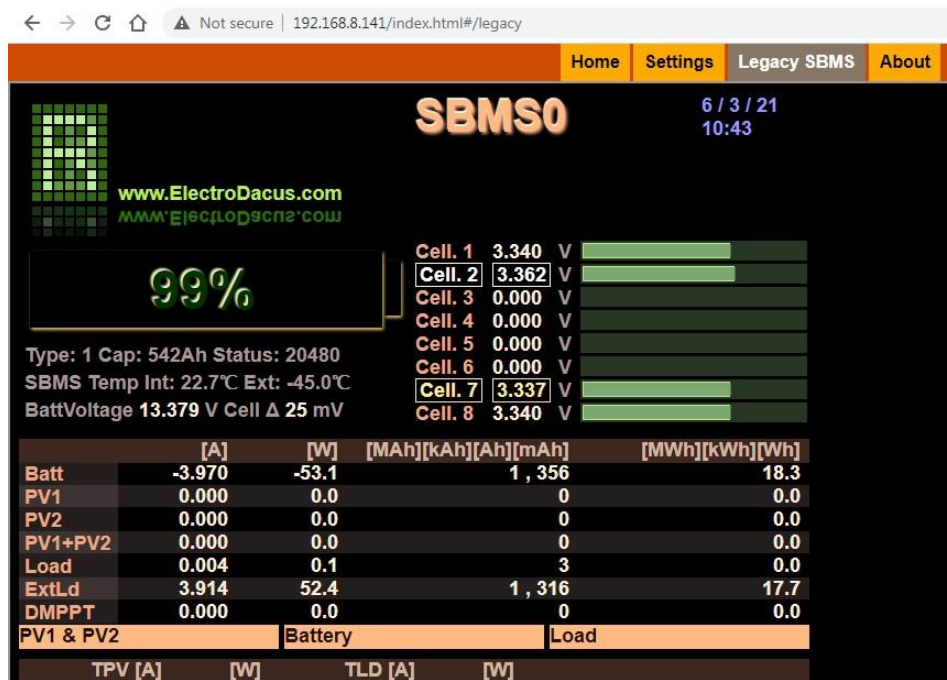 Not secure | 192.168.8.141/index.html#/legacy
Home Settings Legacy SBMS About
SBMS0
6 / 3 / 21
10:43
www.ElectroDacus.com
99%
Type: 1 Cap: 542Ah Status: 20480
SBMS Temp Int: 22.7℃ Ext: -45.0℃
BattVoltage 13.379 V Cell Δ 25 mV
Cell. 1 3.340 V
Cell. 2 3.362 V
Cell. 3 0.000 V
Cell. 4 0.000 V
Cell. 5 0.000 V
Cell. 6 0.000 V
Cell. 7 3.337 V
Cell. 8 3.340 V
[A] [W] [MAh][kAh][Ah][mAh] [MWh][kWh][Wh]
Batt -3.970 -53.1 1 , 356 18.3
PV1 0.000 0.0 0 0.0
PV2 0.000 0.0 0 0.0
PV1+PV2 0.000 0.0 0 0.0
Load 0.004 0.1 3 0.0
ExtLd 3.914 52.4 1 , 316 17.7
DMPPT 0.000 0.0 0 0.0
PV1 & PV2 Battery Load
TPV [A] [W] TLD [A] [W]